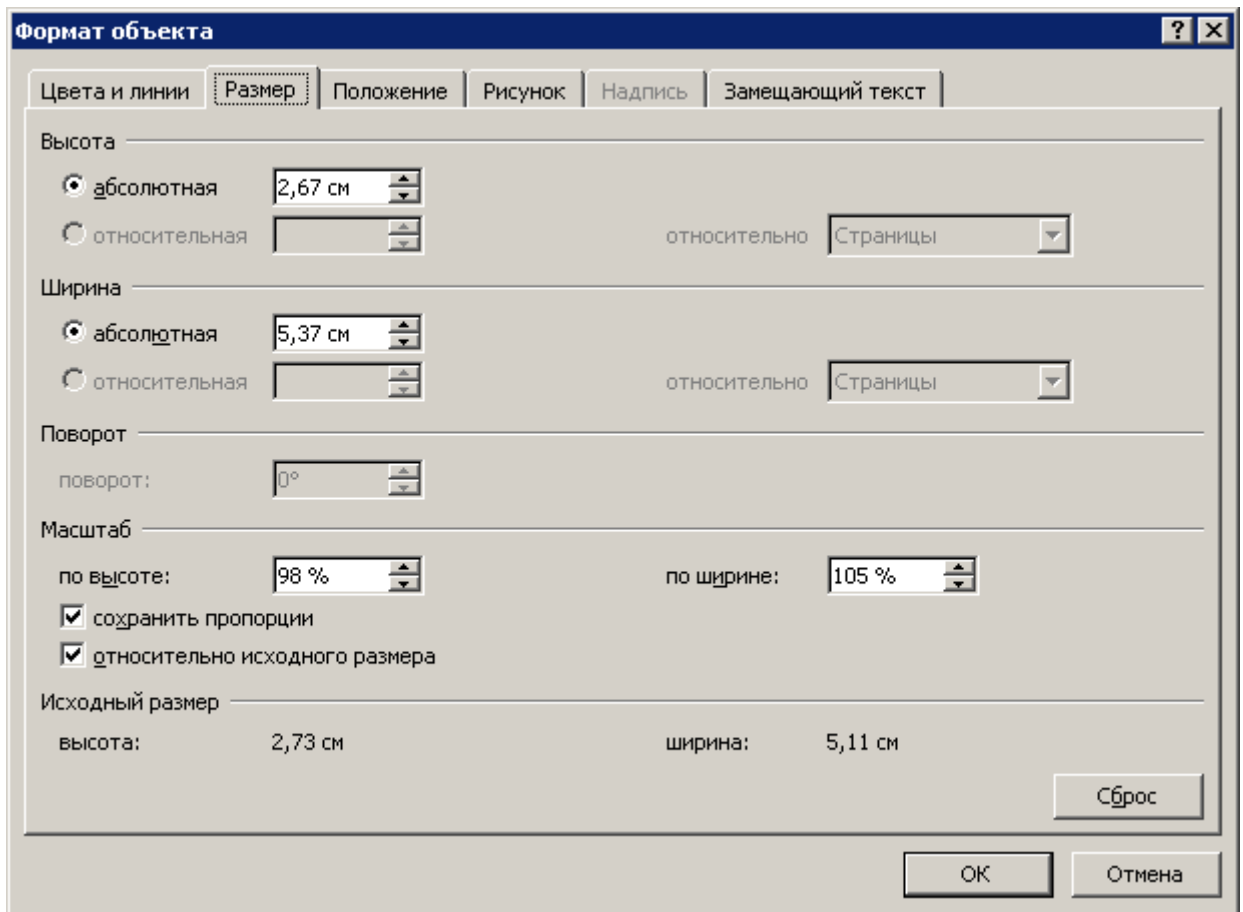 Формат объекта
Цвета и линии Размер Положение Рисунок Надпись Замещающий текст
Высота
абсолютная 2,67 см
относительная относительно Страницы
Ширина
абсолютная 5,37 см
относительная относительно Страницы
Поворот
поворот: 0°
Масштаб
по высоте: 98 % по ширине: 105 %
сохранить пропорции
относительно исходного размера
Исходный размер
высота: 2,73 см ширина: 5,11 см
Сброс
ОК Отмена